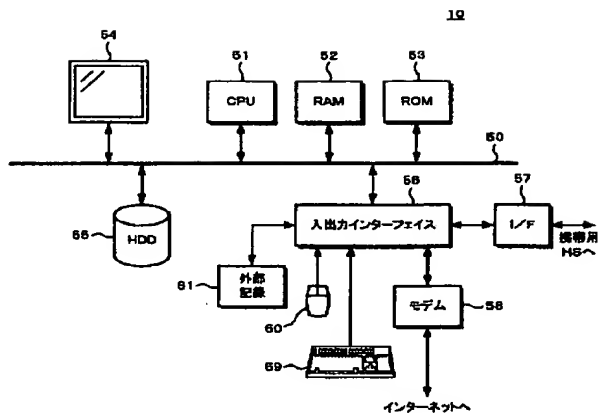 10
54
51
52
53
CPU
RAM
ROM
50
55
HDD
56
入出力インターフェイス
57
I/F
携帯用
HSへ
61
外部
記録
60
モデム
58
59
インターネットへ